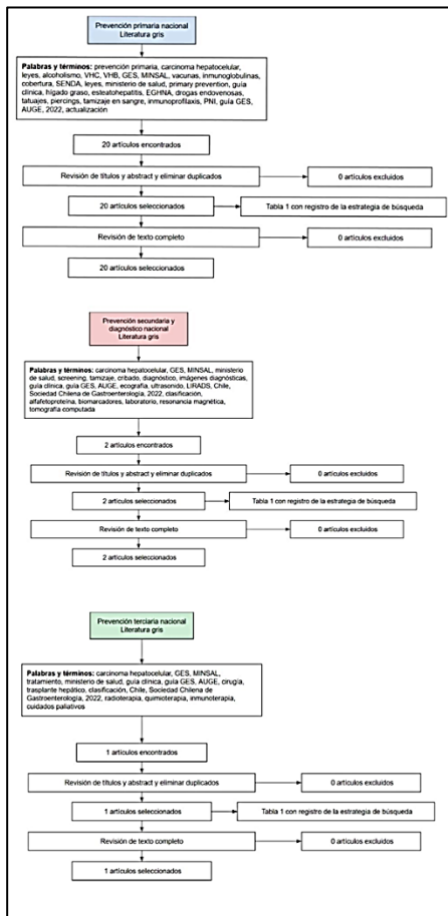 Prevención primaria nacional
Literatura gris
Palabras y términos: prevención primaria, carcinoma hepatocelular,
leyes, alcoholismo, VHC, VHB, GES, MINSAL, vacunas, inmunoglobulinas,
cobertura, SENDA, leyes, ministerio de salud, primary prevention, guía
clínica, hígado graso, esteatohepatitis, EGHNA, drogas endovenosas,
tatuajes, piercings, tamizaje en sangre, inmunoprofilaxis, PNI, guía GES,
AUGE, 2022, actualización
20 artículos encontrados
Revisión de títulos y abstract y eliminar duplicados
0 artículos excluidos
20 artículos seleccionados
Tabla 1 con registro de la estrategia de búsqueda
Revisión de texto completo
0 artículos excluidos
20 artículos seleccionados
Prevención secundaria y
diagnóstico nacional
Literatura gris
Palabras y términos: carcinoma hepatocelular, GES, MINSAL, ministerio
de salud, screening, tamizaje, cribado, diagnóstico, imágenes diagnósticas,
guía clínica, guía GES, AUGE, ecografía, ultrasonido, LIRADS, Chile,
Sociedad Chilena de Gastroenterología, 2022, clasificación,
alfafetoproteína, biomarcadores, laboratorio, resonancia magnética,
tomografía computada
2 artículos encontrados
Revisión de títulos y abstract y eliminar duplicados
0 artículos excluidos
2 artículos seleccionados
Tabla 1 con registro de la estrategia de búsqueda
Revisión de texto completo
0 artículos excluidos
2 artículos seleccionados
Prevención terciaria nacional
Literatura gris
Palabras y términos: carcinoma hepatocelular, GES, MINSAL,
tratamiento, ministerio de salud, guía clínica, guía GES, AUGE, cirugía,
trasplante hepático, clasificación, Chile, Sociedad Chilena de
Gastroenterología, 2022, radioterapia, quimioterapia, inmunoterapia,
cuidados paliativos
1 artículos encontrados
Revisión de títulos y abstract y eliminar duplicados
0 artículos excluidos
1 artículos seleccionados
Tabla 1 con registro de la estrategia de búsqueda
Revisión de texto completo
0 artículos excluidos
1 artículos seleccionados